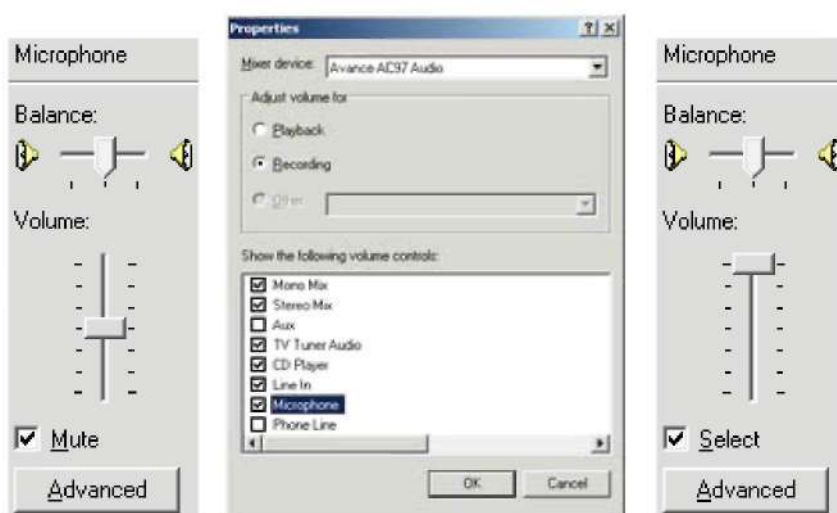 Microphone
Balance:
Volume:
Mute
Advanced
Properties
Mixer device: Avance AC97 Audio
Adjust volume for
Playback
Recording
Other
Show the following volume controls:
Mono Mix
Stereo Mix
Aux
TV Tuner Audio
CD Player
Line In
Microphone
Phone Line
OK Cancel
Microphone
Balance:
Volume:
Select
Advanced